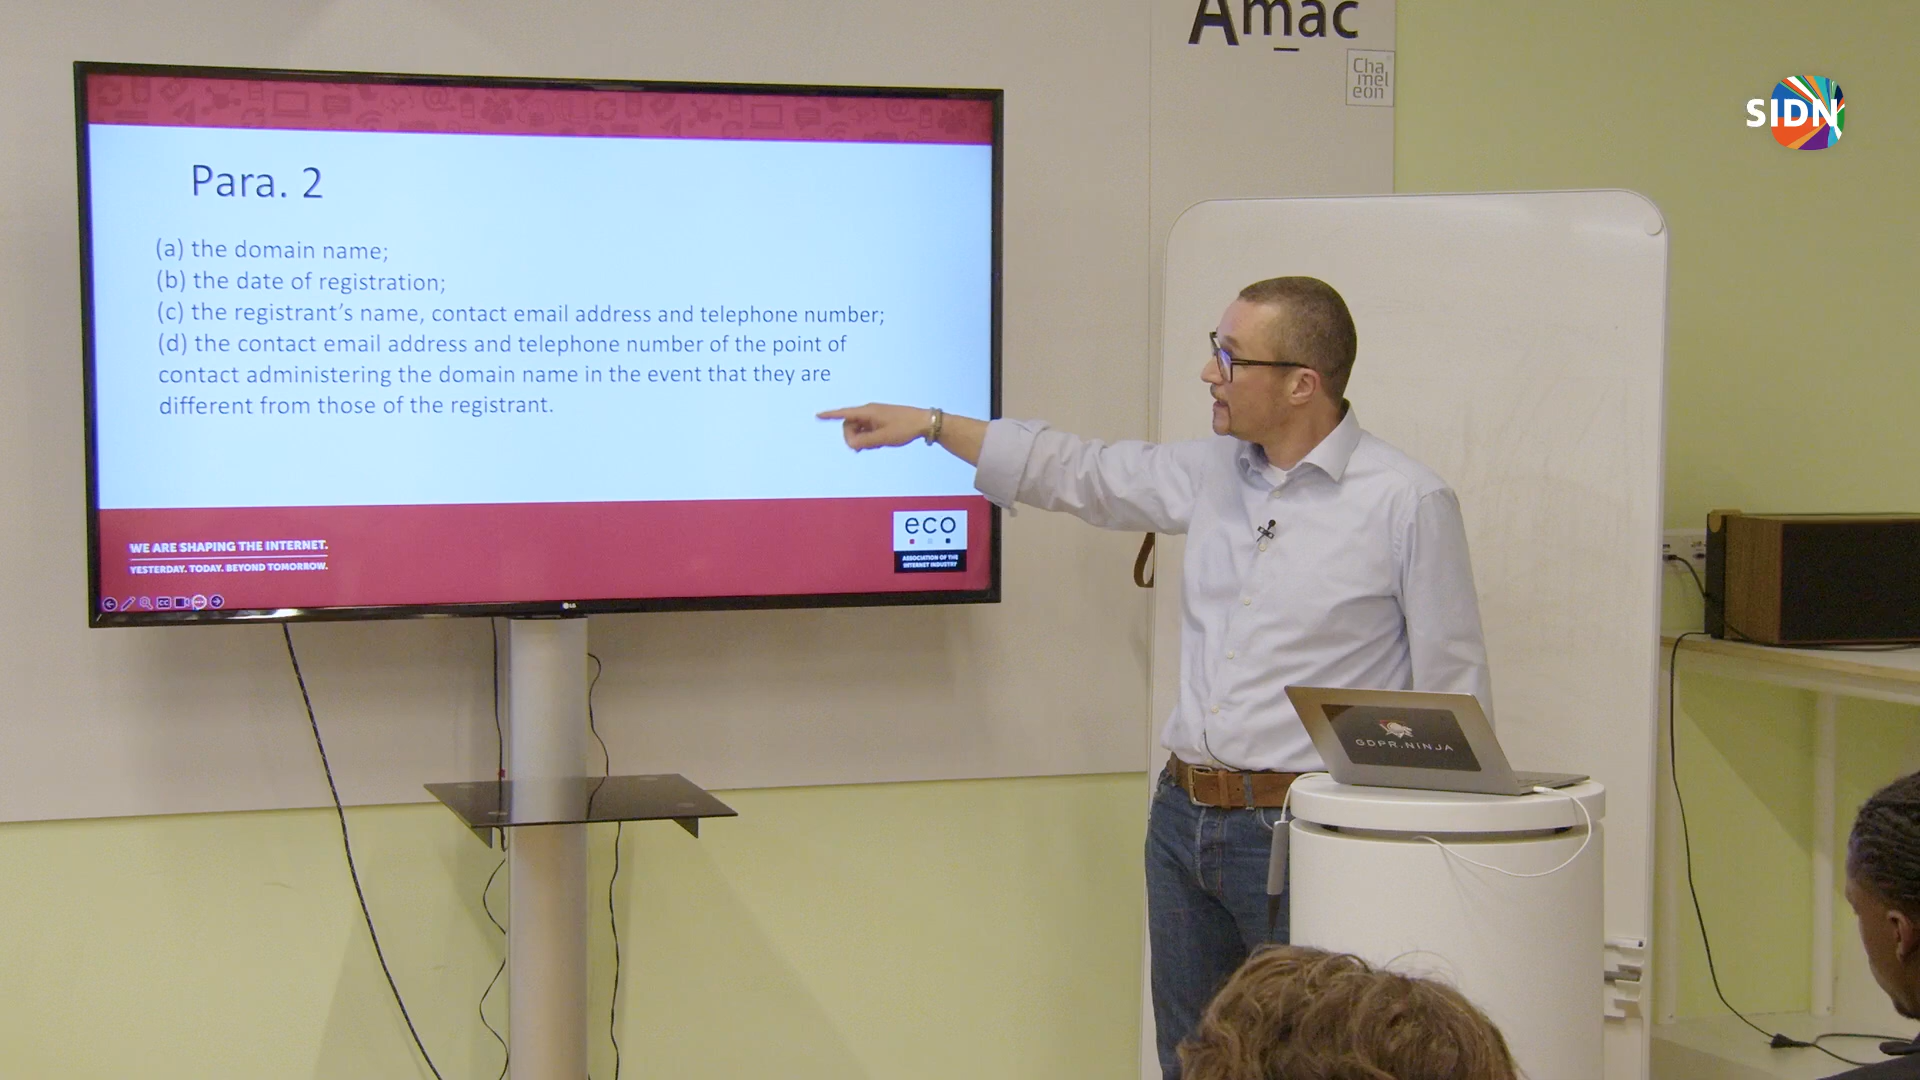 Amac
Cha
mel
eon
SIDN
Para. 2
(a) the domain name;
(b) the date of registration;
(c) the registrant’s name, contact email address and telephone number;
(d) the contact email address and telephone number of the point of
contact administering the domain name in the event that they are
different from those of the registrant.
WE ARE SHAPING THE INTERNET.
YESTERDAY. TODAY. BEYOND TOMORROW.
eco
ASSOCIATION OF THE
INTERNET INDUSTRY
CC
LG
GDPR.NINJA